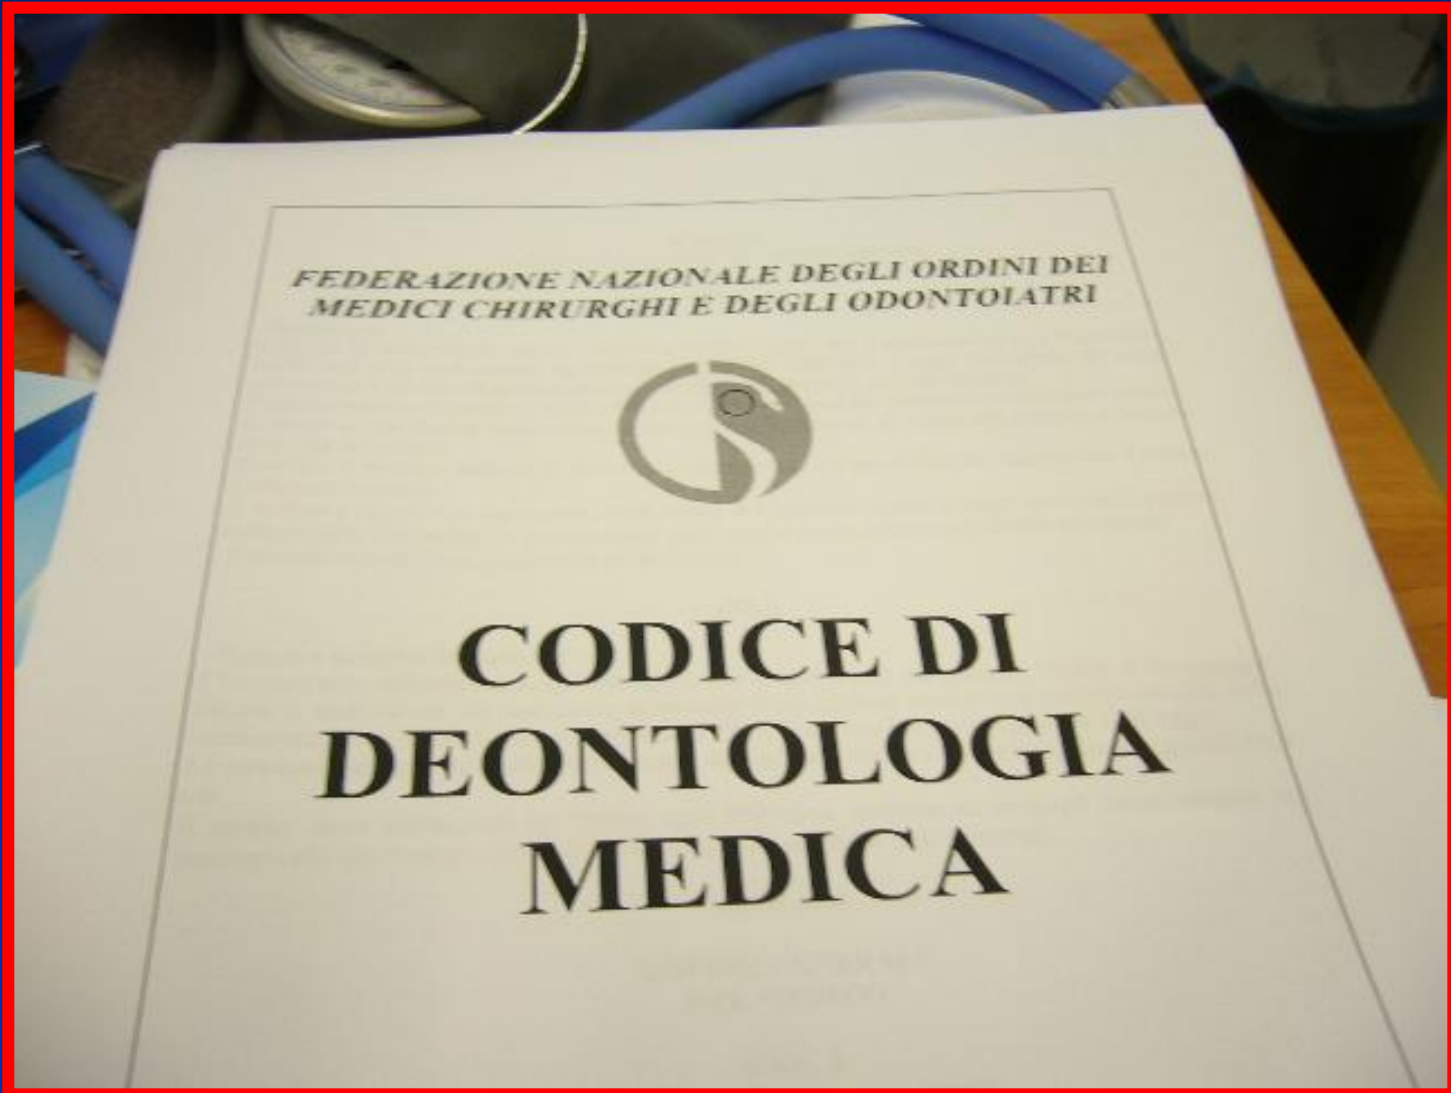 FEDERAZIONE NAZIONALE DEGLI ORDINI DEI
MEDICI CHIRURGHI E DEGLI ODONTOIATRI
CODICE DI
DEONTOLOGIA
MEDICA